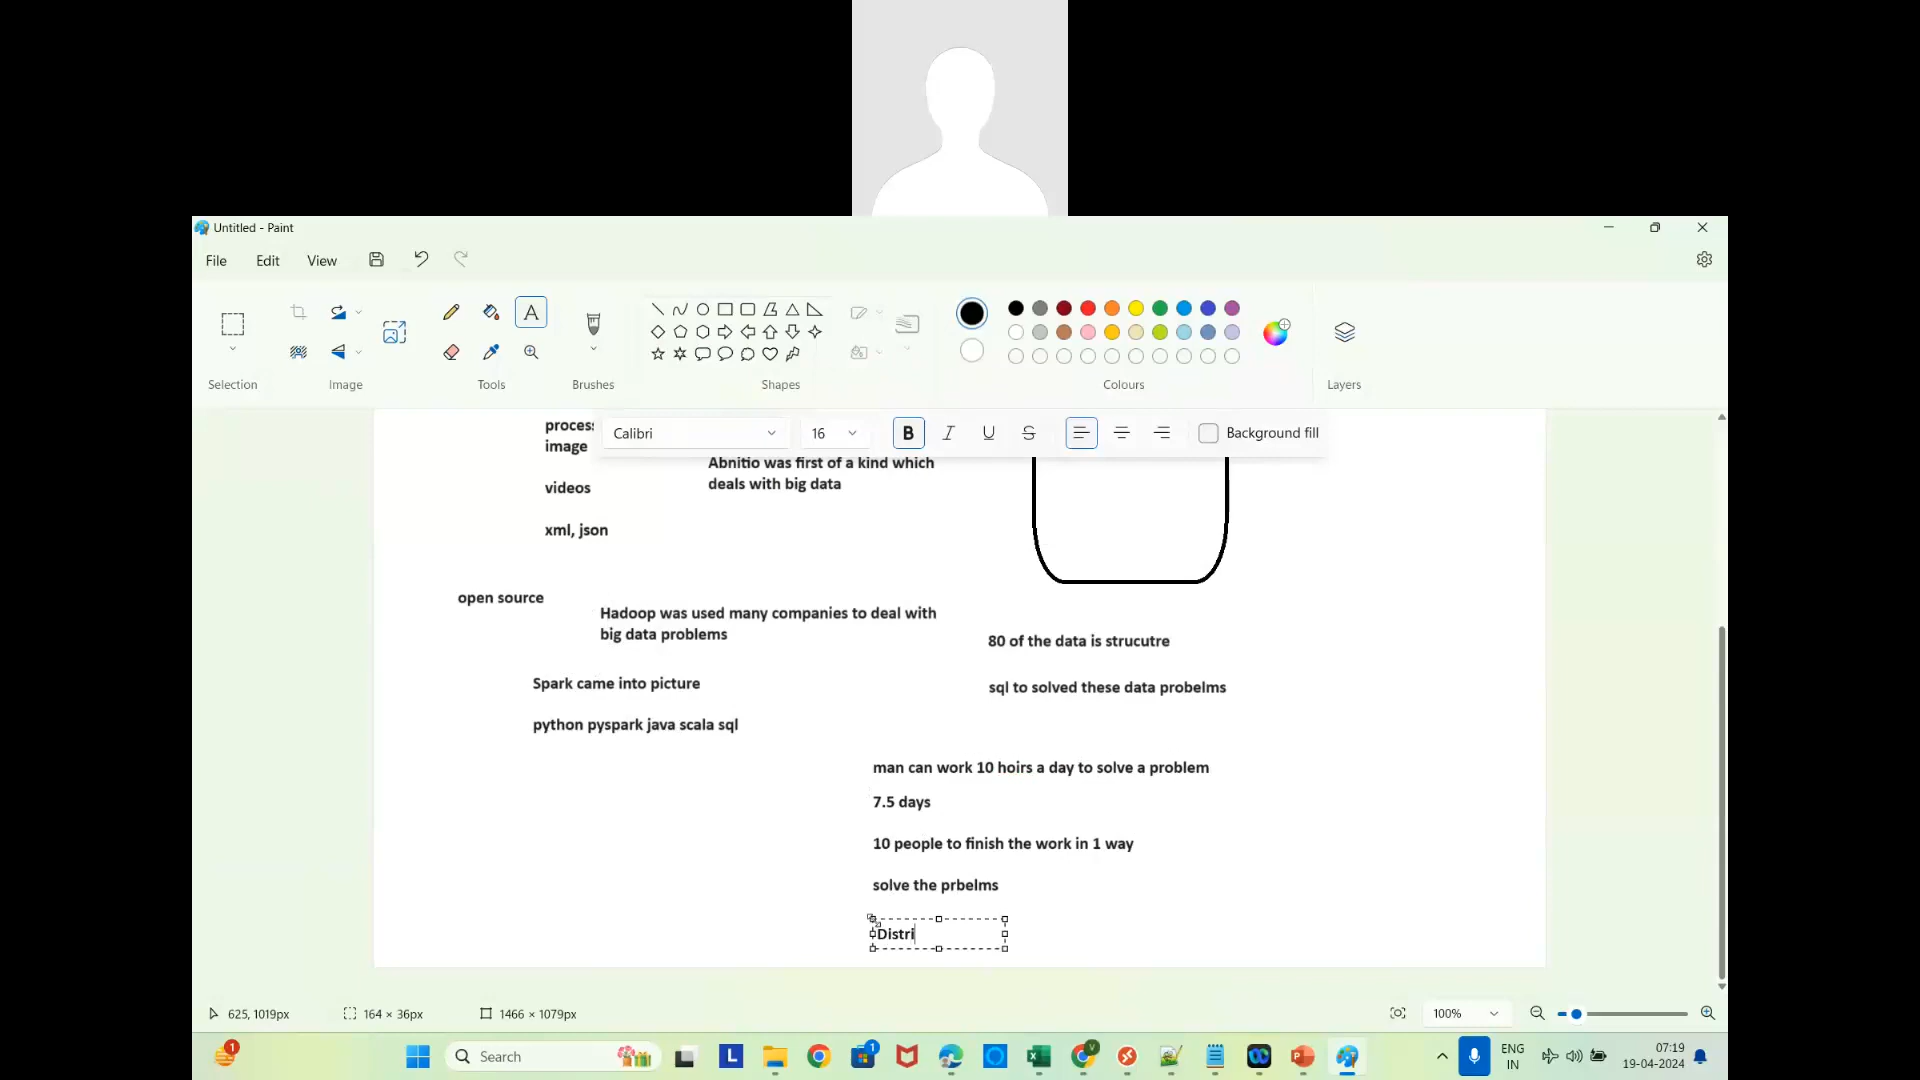 Untitled - Paint
File Edit View
Selection Image Tools Brushes Shapes Colours Layers
Calibri 16 B I U S Background fill
image
Abnitio was first of a kind which
deals with big data
videos
xml, json
open source
Hadoop was used many companies to deal with
big data problems
80 of the data is strucutre
Spark came into picture
sql to solved these data probelms
python pyspark java scala sql
man can work 10 hoirs a day to solve a problem
7.5 days
10 people to finish the work in 1 way
solve the prbelms
Distri
625, 1019px 164 × 36px 1466 × 1079px 100%
1 Search L 1 V ENG
IN 07:19
19-04-2024